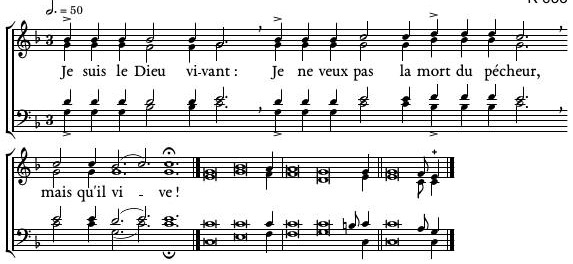 𝅗𝅥. = 50
Je suis le Dieu vi-vant : Je ne veux pas la mort du pécheur,
mais qu'il vi - ve !